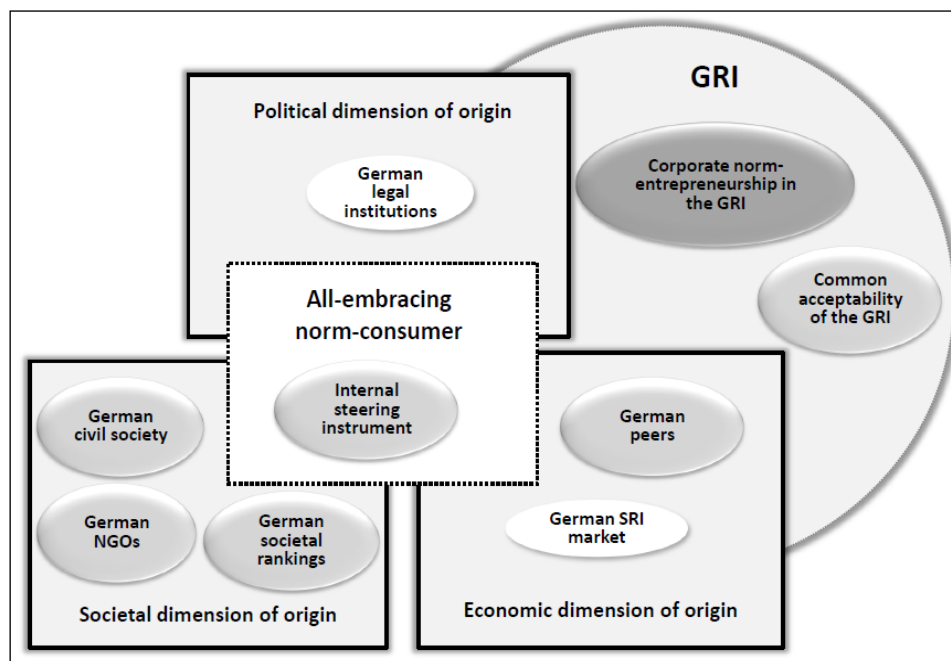 GRI
Political dimension of origin
German
legal
institutions
Corporate norm-
entrepreneurship in
the GRI
Common
acceptability
of the GRI
All-embracing
norm-consumer
Internal
steering
instrument
German
civil society
German
NGOs
German
societal
rankings
Societal dimension of origin
German
peers
German SRI
market
Economic dimension of origin